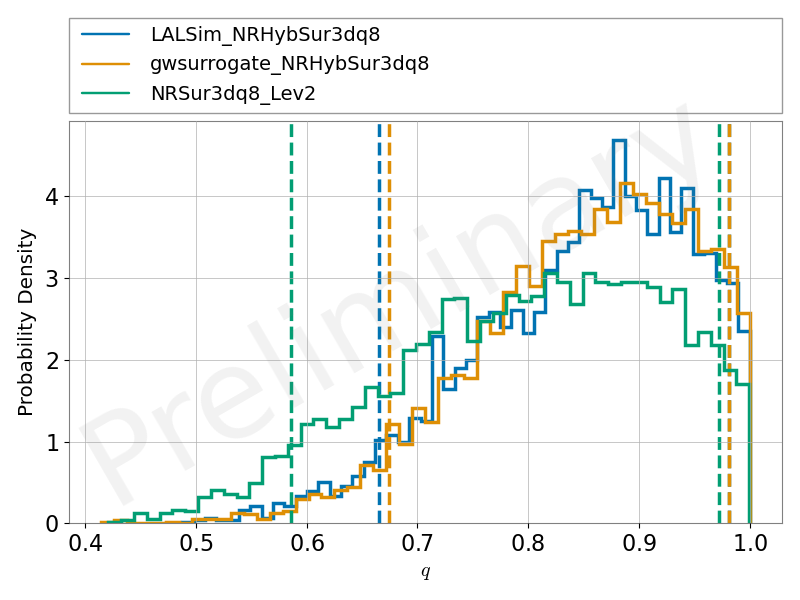 LALSim_NRHybSur3dq8
gwsurrogate_NRHybSur3dq8
NRSur3dq8_Lev2
Preliminary
Probability Density
4
3
2
1
0
0.4 0.5 0.6 0.7 0.8 0.9 1.0
q